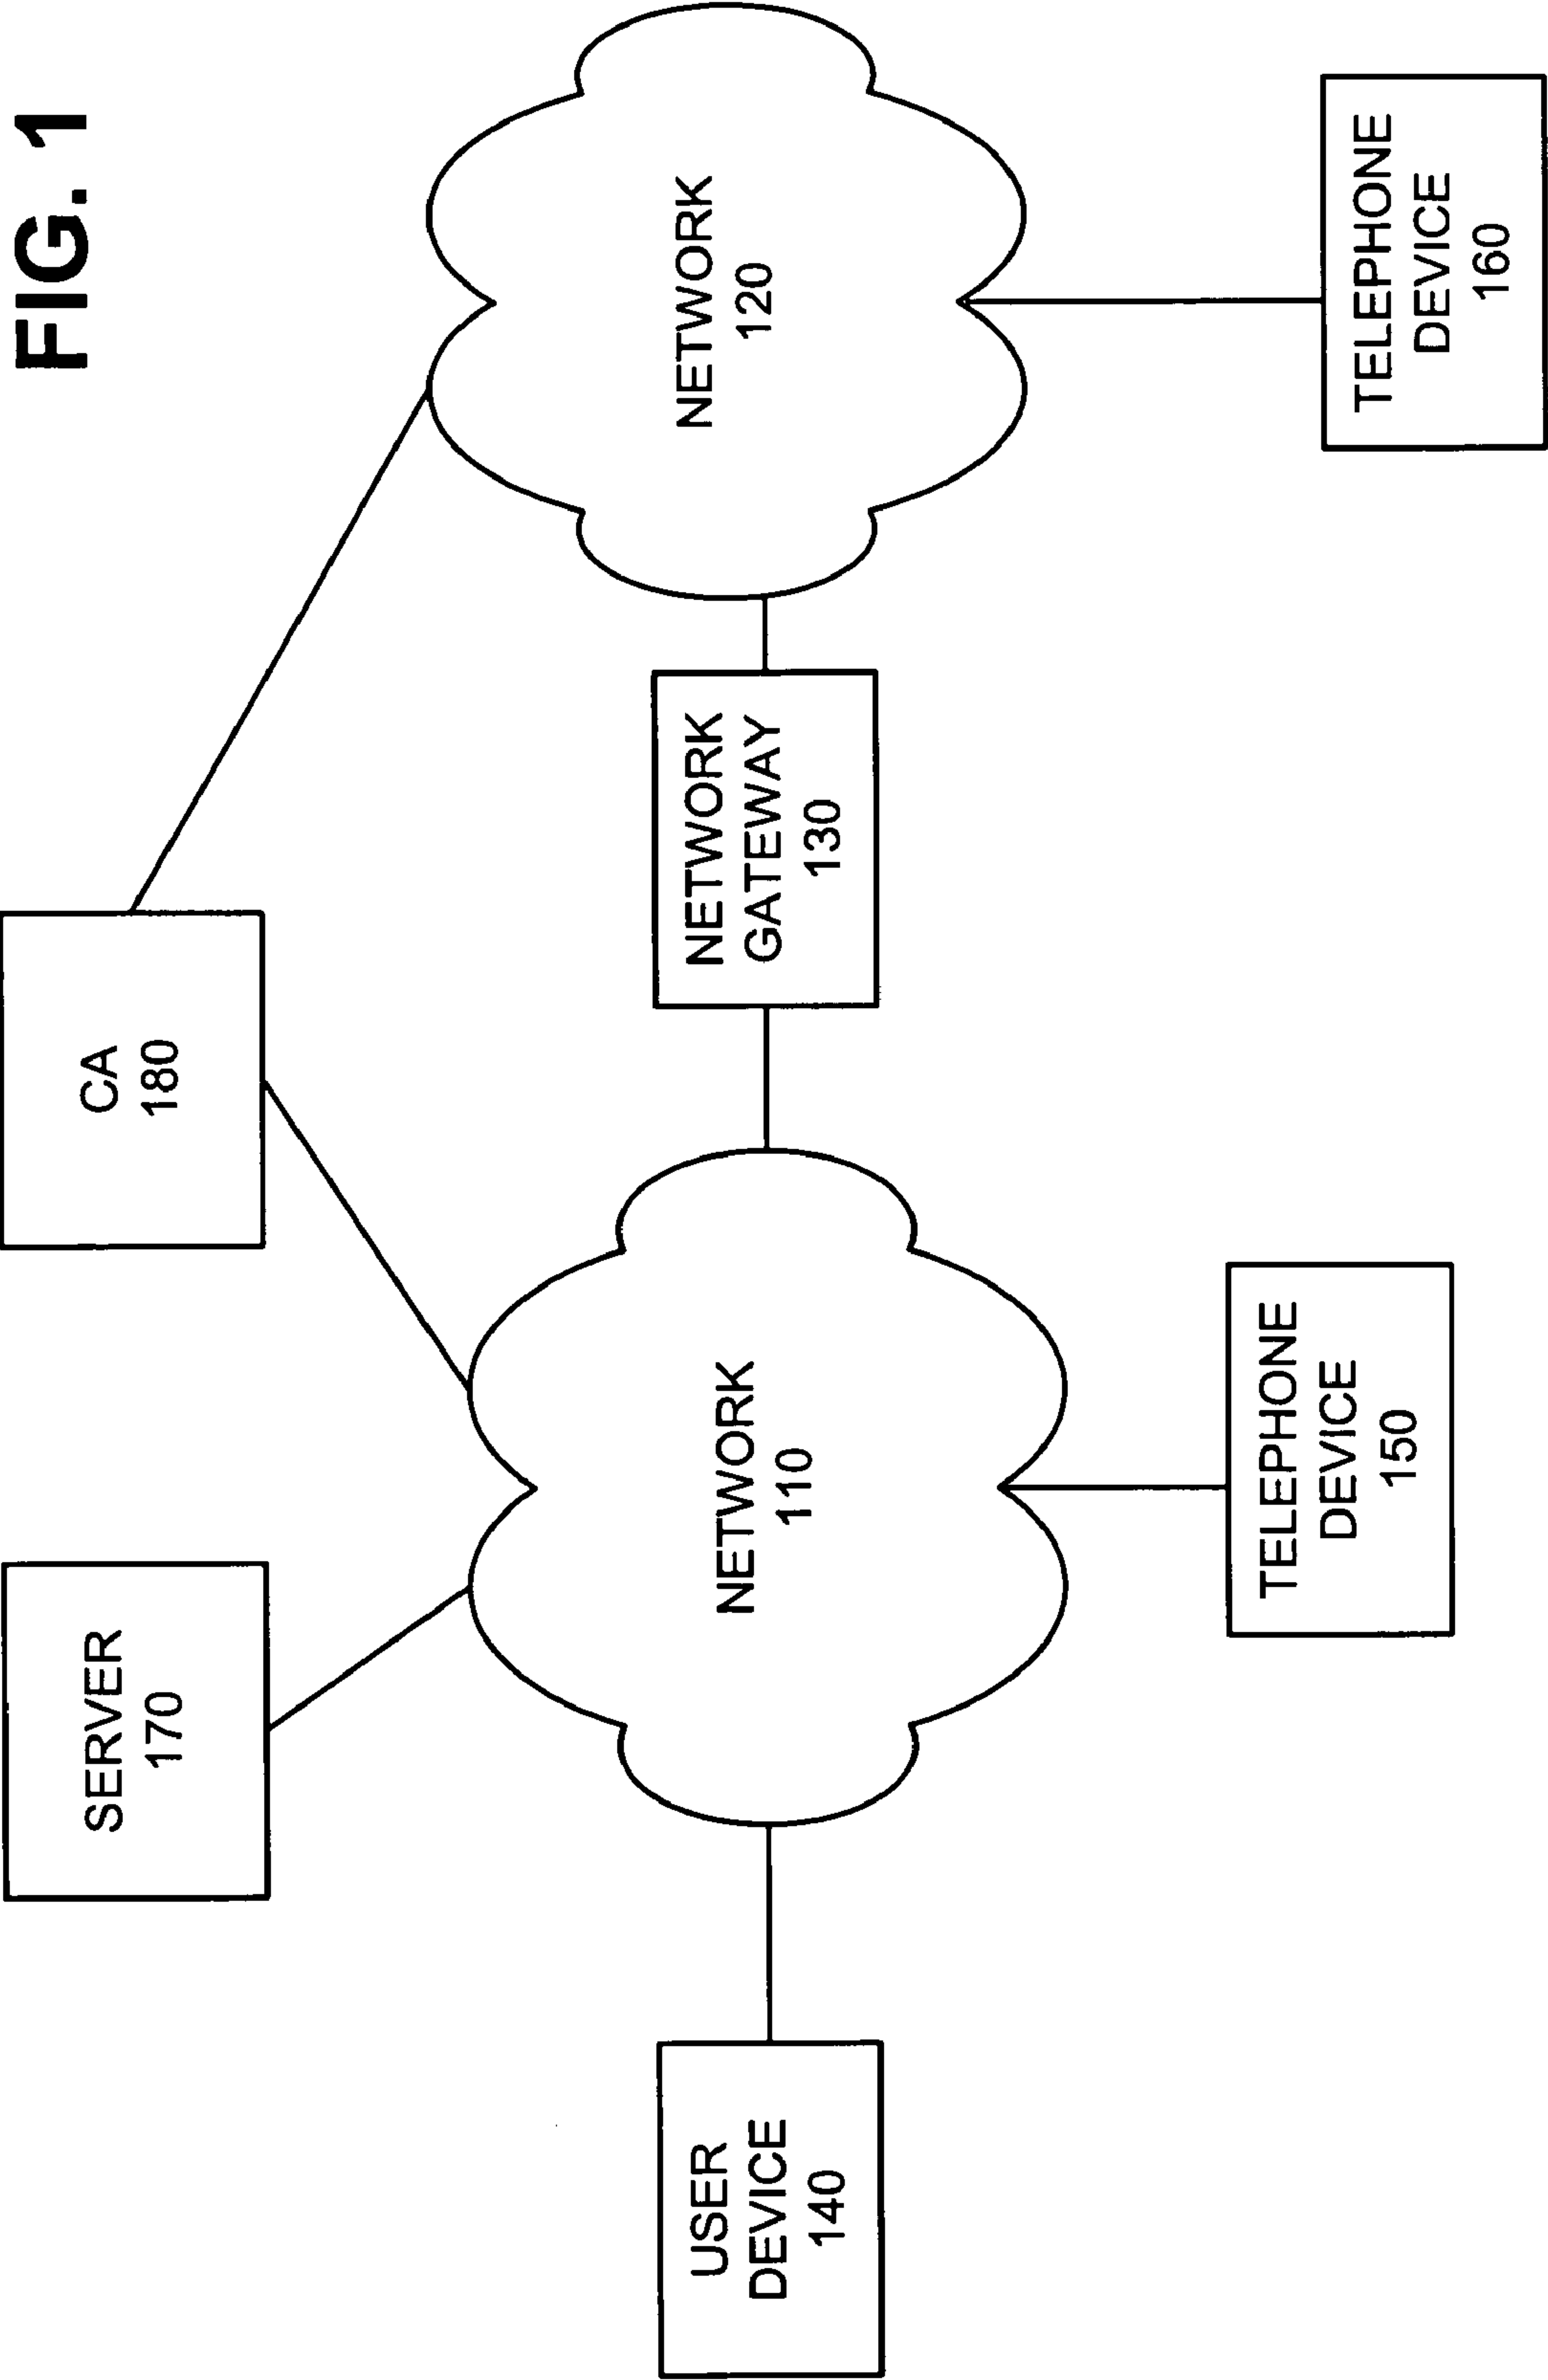 FIG. 1
SERVER
170
CA
180
USER
DEVICE
140
NETWORK
110
NETWORK
GATEWAY
130
NETWORK
120
TELEPHONE
DEVICE
150
TELEPHONE
DEVICE
160